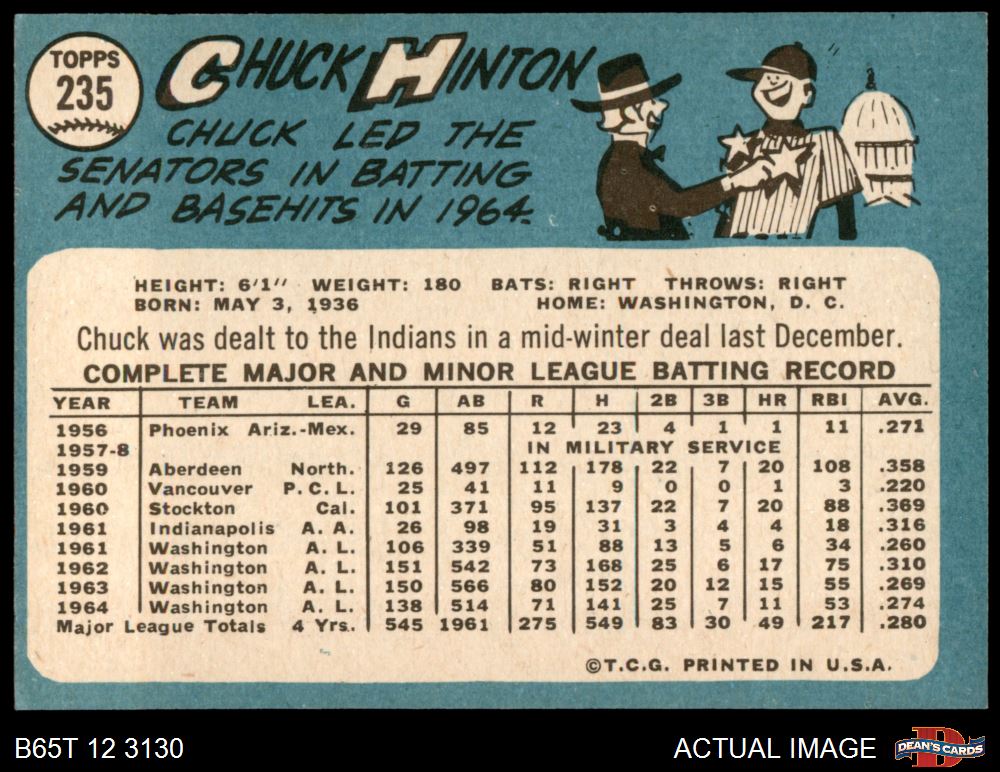 TOPPS
235
CHUCK HINTON
CHUCK LED THE
SENATORS IN BATTING
AND BASEHITS IN 1964.
HEIGHT: 6'1" WEIGHT: 180 BATS: RIGHT THROWS: RIGHT
BORN: MAY 3, 1936 HOME: WASHINGTON, D. C.
Chuck was dealt to the Indians in a mid-winter deal last December.
COMPLETE MAJOR AND MINOR LEAGUE BATTING RECORD
YEAR TEAM LEA. G AB R H 2B 3B HR RBI AVG.
1956 Phoenix Ariz.-Mex. 29 85 12 23 4 1 1 11 .271
1957-8 IN MILITARY SERVICE
1959 Aberdeen North. 126 497 112 178 22 7 20 108 .358
1960 Vancouver P. C. L. 25 41 11 9 0 0 1 3 .220
1960 Stockton Cal. 101 371 95 137 22 7 20 88 .369
1961 Indianapolis A. A. 26 98 19 31 3 4 4 18 .316
1961 Washington A. L. 106 339 51 88 13 5 6 34 .260
1962 Washington A. L. 151 542 73 168 25 6 17 75 .310
1963 Washington A. L. 150 566 80 152 20 12 15 55 .269
1964 Washington A. L. 138 514 71 141 25 7 11 53 .274
Major League Totals 4 Yrs. 545 1961 275 549 83 30 49 217 .280
©T.C.G. PRINTED IN U.S.A.
B65T 12 3130 ACTUAL IMAGE
D
DEAN'S CARDS